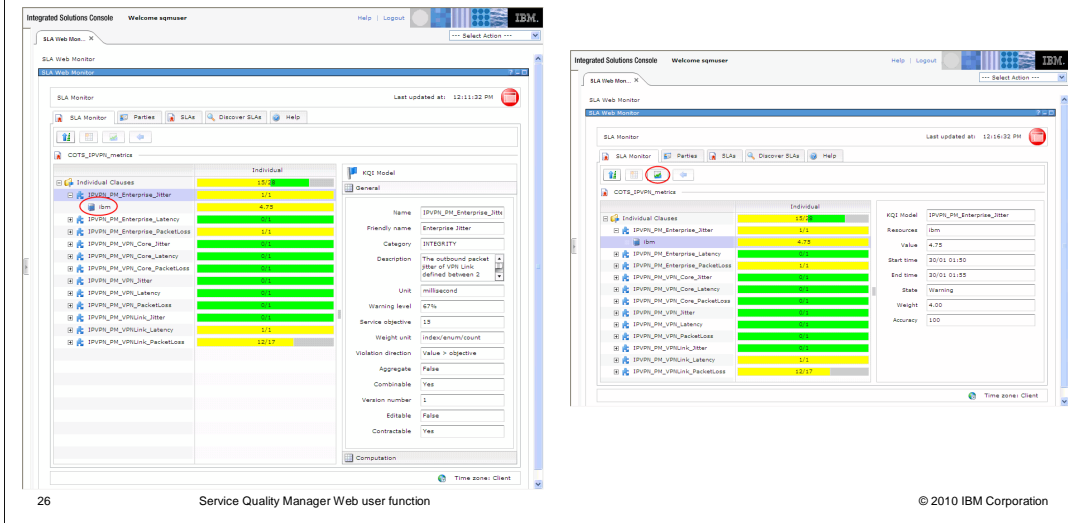 Integrated Solutions Console Welcome sqmuser Help | Logout IBM.
SLA Web Mon... × --- Select Action ---
SLA Web Monitor
SLA Web Monitor
SLA Monitor Last updated at: 12:11:32 PM
SLA Monitor Parties SLAs Discover SLAs Help
COTS_IPVPN_metrics
Individual
Individual Clauses 15/28
IPVPN_PM_Enterprise_Jitter 1/1
ibm 4.75
IPVPN_PM_Enterprise_Latency 0/1
IPVPN_PM_Enterprise_PacketLoss 1/1
IPVPN_PM_VPN_Core_Jitter 0/1
IPVPN_PM_VPN_Core_Latency 0/1
IPVPN_PM_VPN_Core_PacketLoss 0/1
IPVPN_PM_VPN_Jitter 0/1
IPVPN_PM_VPN_Latency 0/1
IPVPN_PM_VPN_PacketLoss 0/1
IPVPN_PM_VPNLink_Jitter 0/1
IPVPN_PM_VPNLink_Latency 1/1
IPVPN_PM_VPNLink_PacketLoss 12/17
KQI Model
General
Name IPVPN_PM_Enterprise_Jitte
Friendly name Enterprise Jitter
Category INTEGRITY
Description The outbound packet
jitter of VPN Link
defined between 2
Unit millisecond
Warning level 67%
Service objective 15
Weight unit index/enum/count
Violation direction Value > objective
Aggregate False
Combinable Yes
Version number 1
Editable False
Contractable Yes
Computation
Time zone: Client
Integrated Solutions Console Welcome sqmuser Help | Logout IBM.
SLA Web Mon... × --- Select Action ---
SLA Web Monitor
SLA Web Monitor
SLA Monitor Last updated at: 12:16:32 PM
SLA Monitor Parties SLAs Discover SLAs Help
COTS_IPVPN_metrics
Individual
Individual Clauses 15/28
IPVPN_PM_Enterprise_Jitter 1/1
ibm 4.75
IPVPN_PM_Enterprise_Latency 0/1
IPVPN_PM_Enterprise_PacketLoss 1/1
IPVPN_PM_VPN_Core_Jitter 0/1
IPVPN_PM_VPN_Core_Latency 0/1
IPVPN_PM_VPN_Core_PacketLoss 0/1
IPVPN_PM_VPN_Jitter 0/1
IPVPN_PM_VPN_Latency 0/1
IPVPN_PM_VPN_PacketLoss 0/1
IPVPN_PM_VPNLink_Jitter 0/1
IPVPN_PM_VPNLink_Latency 1/1
IPVPN_PM_VPNLink_PacketLoss 12/17
KQI Model IPVPN_PM_Enterprise_Jitter
Resources ibm
Value 4.75
Start time 30/01 01:50
End time 30/01 01:55
State Warning
Weight 4.00
Accuracy 100
Time zone: Client
26 Service Quality Manager Web user function © 2010 IBM Corporation